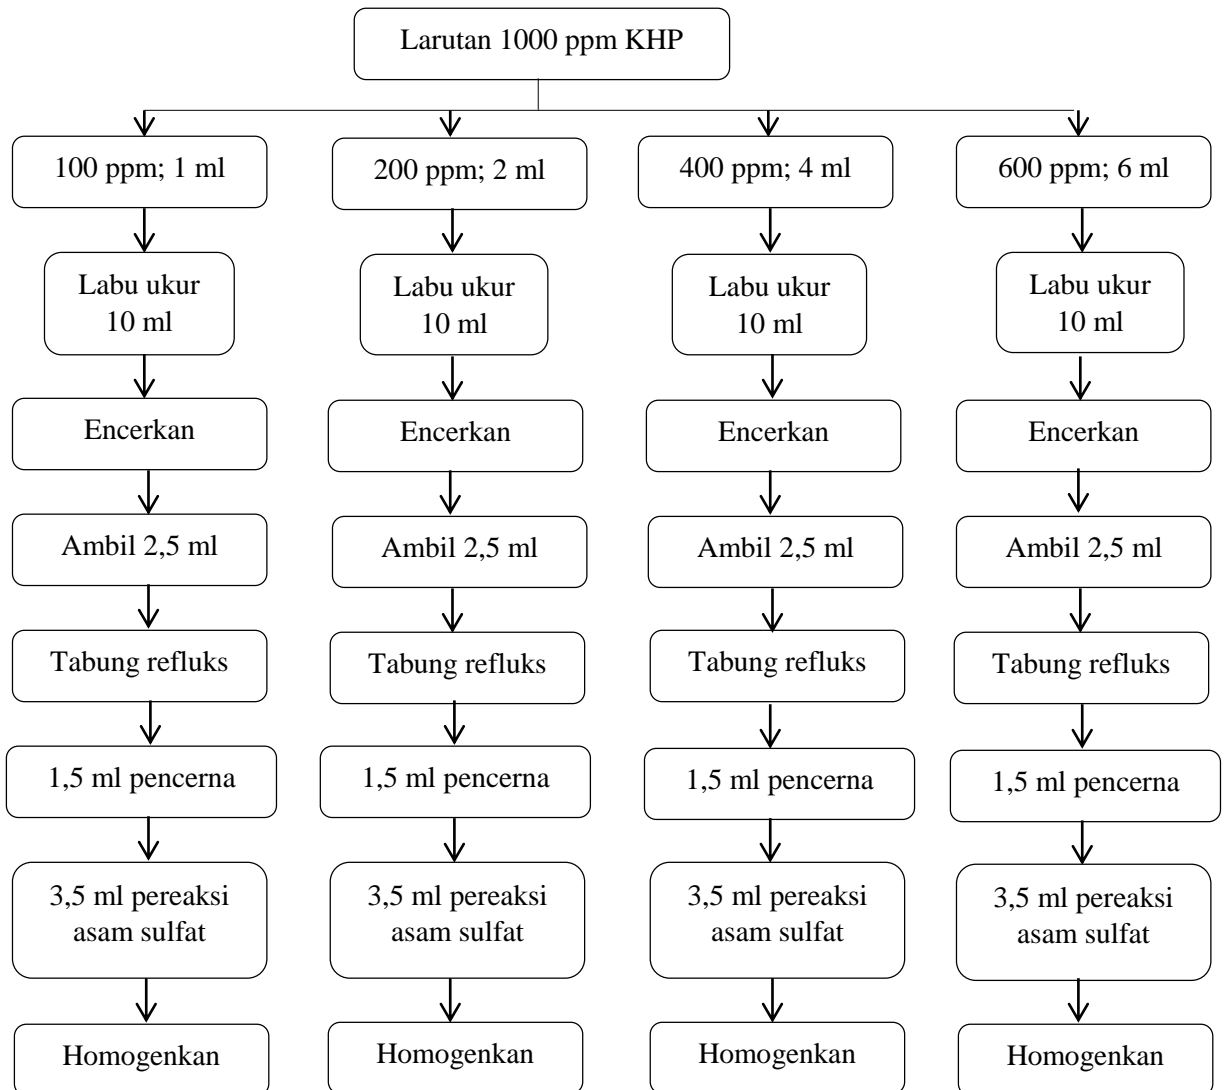 Larutan 1000 ppm KHP
100 ppm; 1 ml
200 ppm; 2 ml
400 ppm; 4 ml
600 ppm; 6 ml
Labu ukur
10 ml
Labu ukur
10 ml
Labu ukur
10 ml
Labu ukur
10 ml
Encerkan
Encerkan
Encerkan
Encerkan
Ambil 2,5 ml
Ambil 2,5 ml
Ambil 2,5 ml
Ambil 2,5 ml
Tabung refluks
Tabung refluks
Tabung refluks
Tabung refluks
1,5 ml pencerna
1,5 ml pencerna
1,5 ml pencerna
1,5 ml pencerna
3,5 ml pereaksi
asam sulfat
3,5 ml pereaksi
asam sulfat
3,5 ml pereaksi
asam sulfat
3,5 ml pereaksi
asam sulfat
Homogenkan
Homogenkan
Homogenkan
Homogenkan